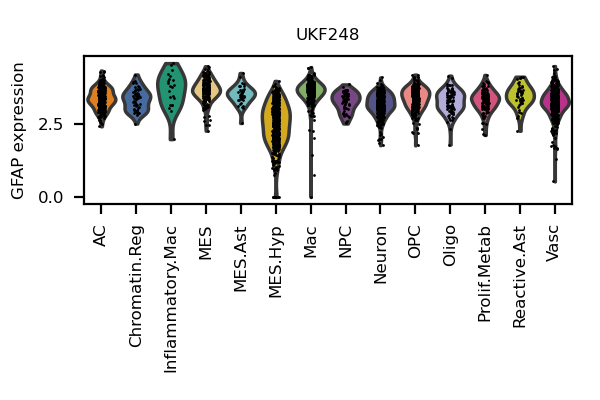 UKF248
GFAP expression
2.5
0.0
AC
Chromatin.Reg
Inflammatory.Mac
MES
MES.Ast
MES.Hyp
Mac
NPC
Neuron
OPC
Oligo
Prolif.Metab
Reactive.Ast
Vasc